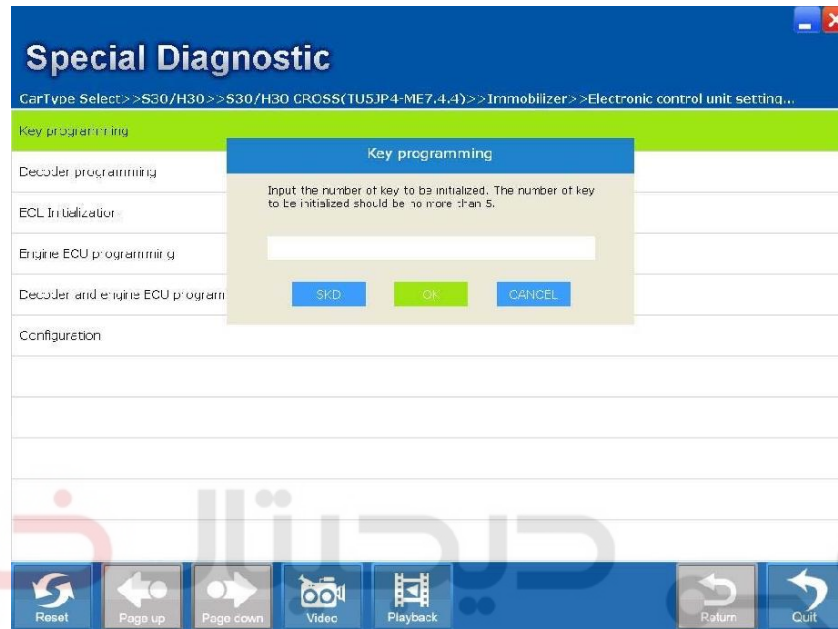 Special Diagnostic
CarType Select>>S30/H30>>S30/H30 CROSS(TU5JP4-ME7.4.4)>>Immobilizer>>Electronic control unit setting...
Key programming
Key programming
Decoder programming
Input the number of key to be initialized. The number of key
to be initialized should be no more than 5.
ECL Initialization
Engine ECU programming
Decoder and engine ECU program
SKD OK CANCEL
Configuration
دیجیتال
Reset Page up Page down Video Playback Return Quit